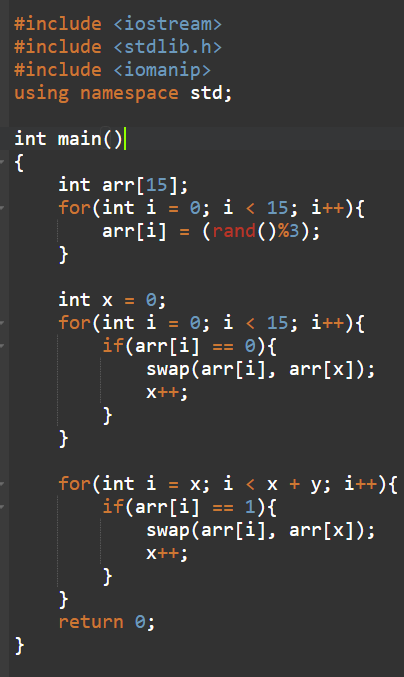 #include <iostream>
#include <stdlib.h>
#include <iomanip>
using namespace std;

int main()
{
    int arr[15];
    for(int i = 0; i < 15; i++){
        arr[i] = (rand()%3);
    }

    int x = 0;
    for(int i = 0; i < 15; i++){
        if(arr[i] == 0){
            swap(arr[i], arr[x]);
            x++;
        }
    }

    for(int i = x; i < x + y; i++){
        if(arr[i] == 1){
            swap(arr[i], arr[x]);
            x++;
        }
    }
    return 0;
}